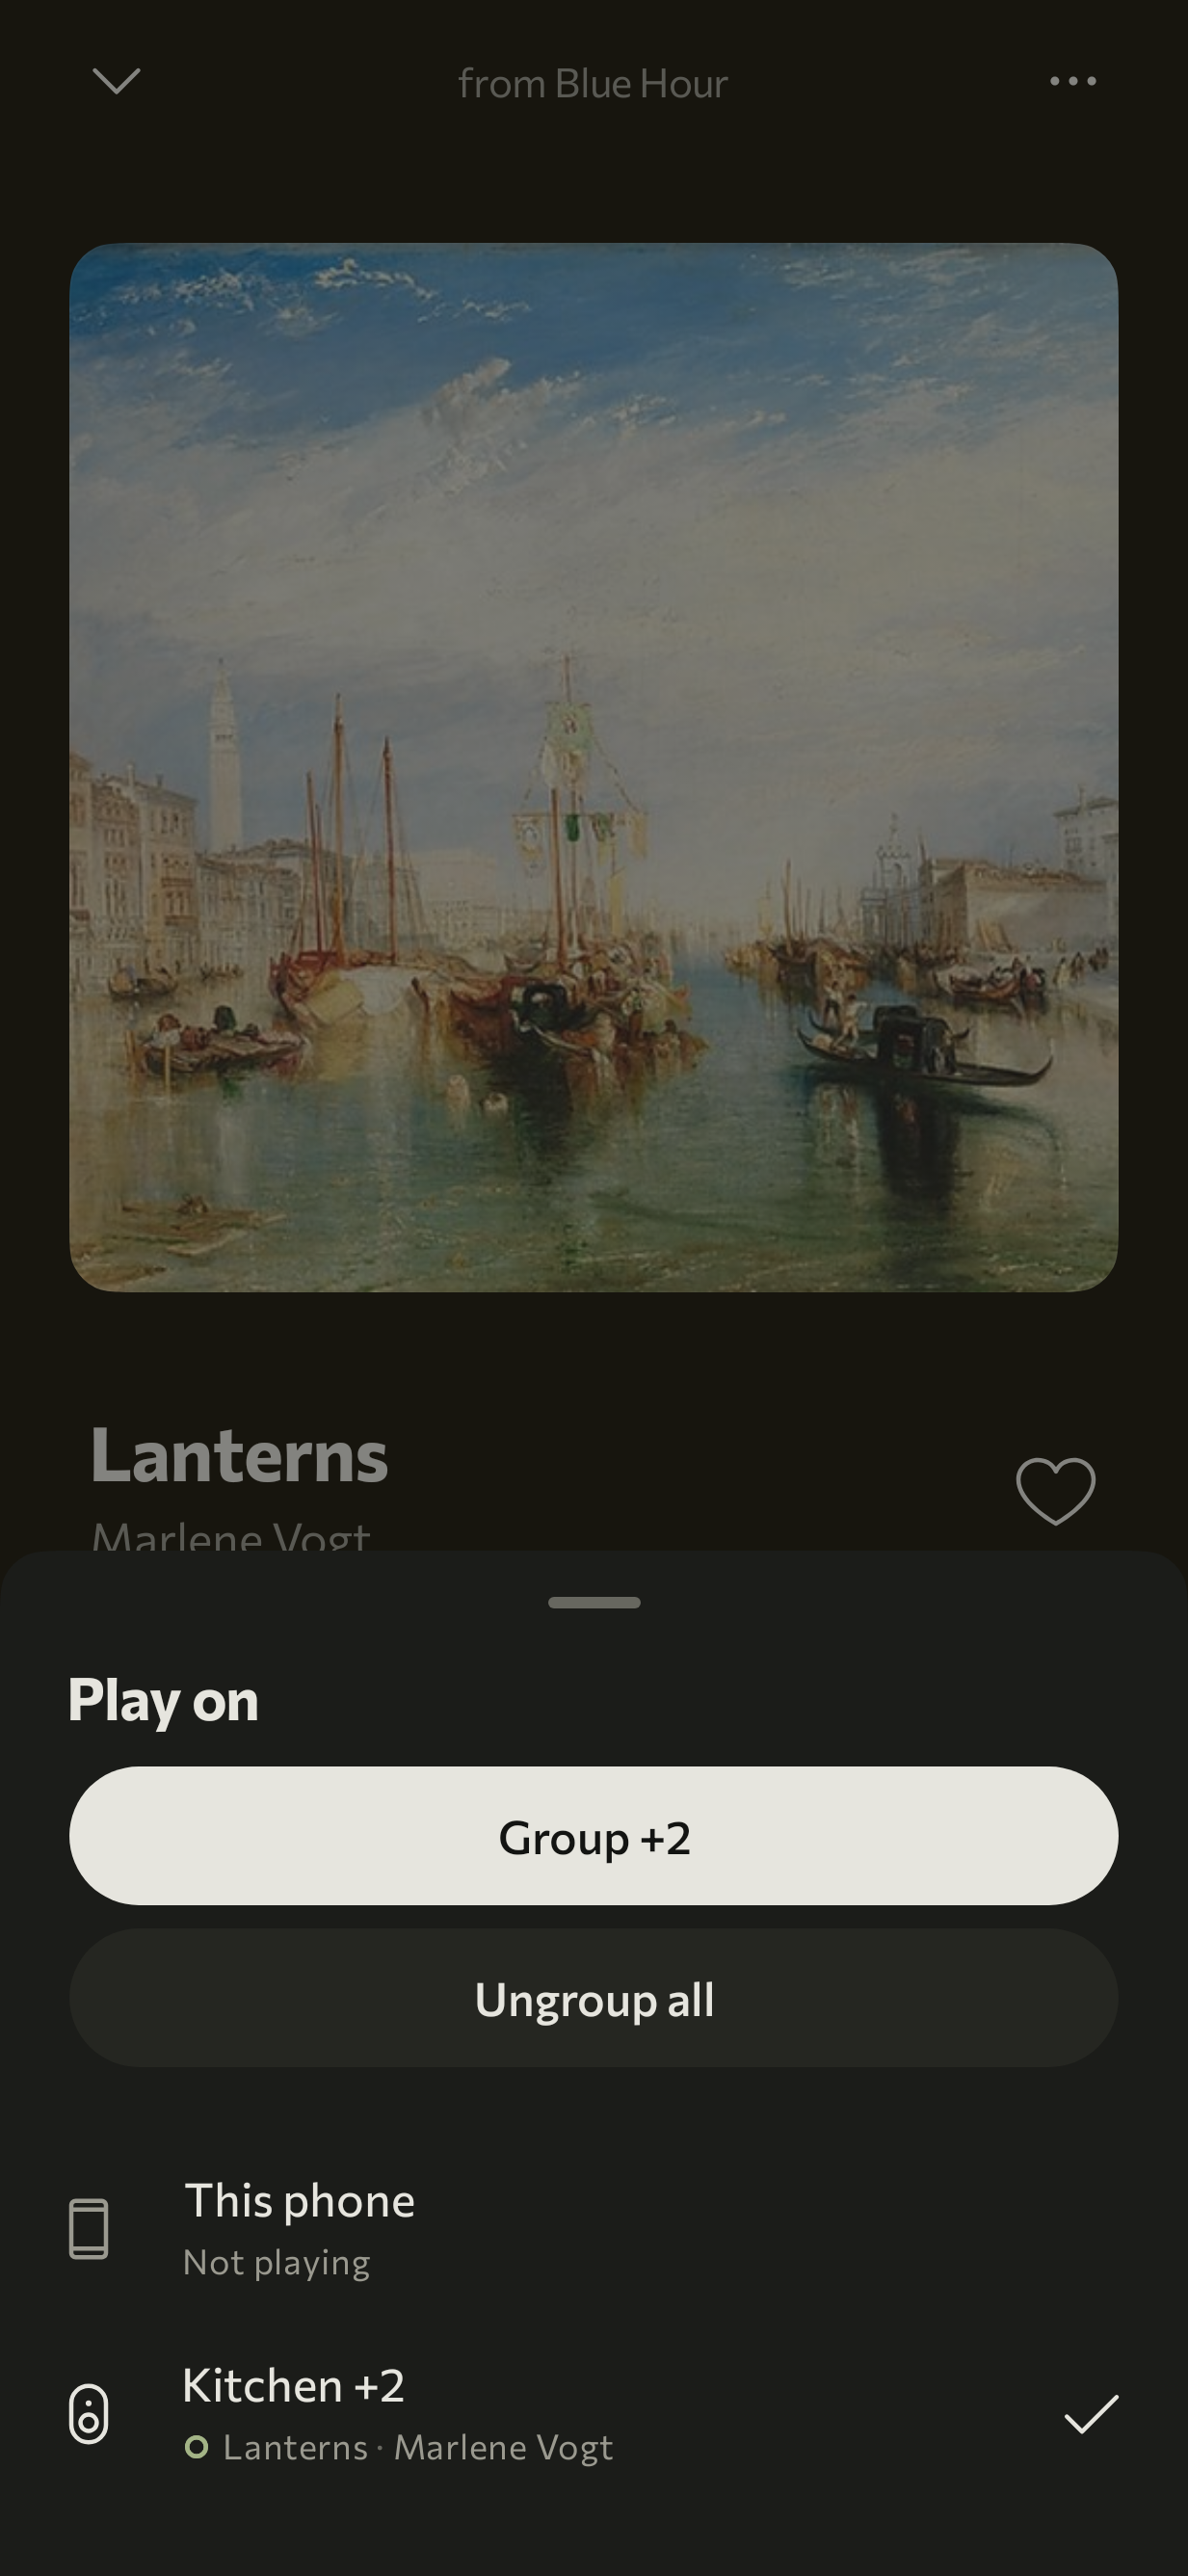 from Blue Hour
Lanterns
Marlene Vogt
Play on
Group +2
Ungroup all
This phone
Not playing
Kitchen +2
Lanterns · Marlene Vogt